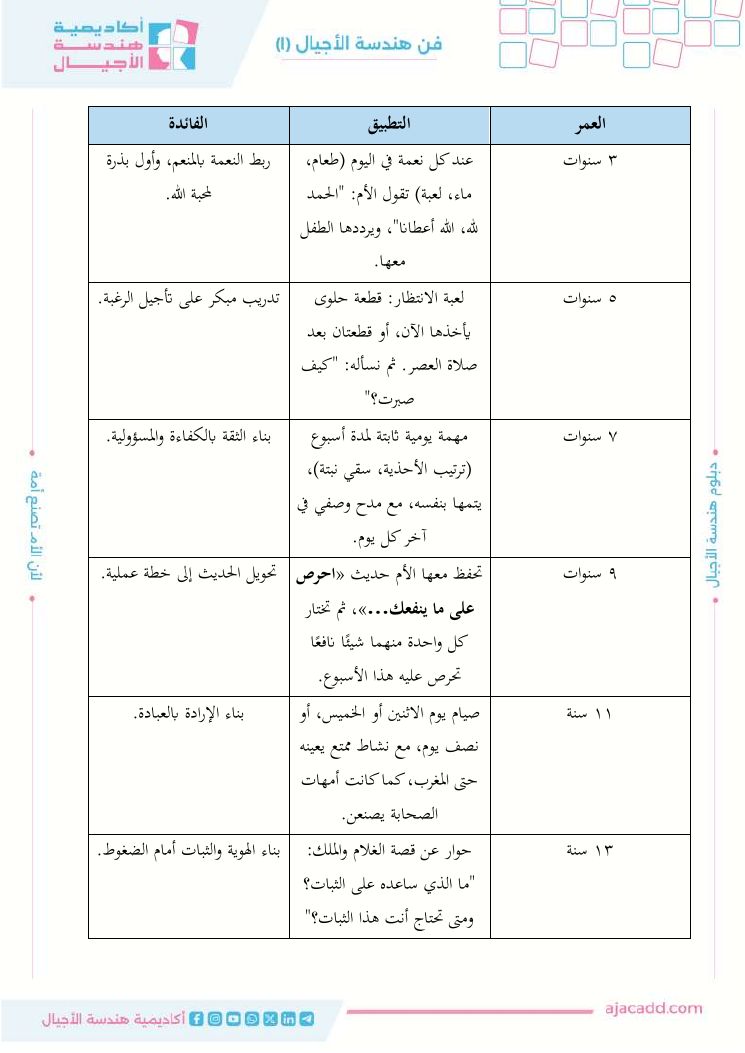 أكاديمية
هندسة
الأجيال
فن هندسة الأجيال (١)
العمر
التطبيق
الفائدة
٣ سنوات
عند كل نعمة في اليوم (طعام،
ماء، لعبة) تقول الأم: "الحمد
لله، الله أعطانا"، ويرددها الطفل
معها.
ربط النعمة بالمنعم، وأول بذرة
لمحبة الله.
٥ سنوات
لعبة الانتظار: قطعة حلوى
يأخذها الآن، أو قطعتان بعد
صلاة العصر. ثم نسأله: "كيف
صبرت؟"
تدريب مبكر على تأجيل الرغبة.
٧ سنوات
مهمة يومية ثابتة لمدة أسبوع
(ترتيب الأحذية، سقي نبتة)،
يتمها بنفسه، مع مدح وصفي في
آخر كل يوم.
بناء الثقة بالكفاءة والمسؤولية.
٩ سنوات
تحفظ معها الأم حديث «احرص
على ما ينفعك...»، ثم تختار
كل واحدة منهما شيئًا نافعًا
تحرص عليه هذا الأسبوع.
تحويل الحديث إلى خطة عملية.
١١ سنة
صيام يوم الاثنين أو الخميس، أو
نصف يوم، مع نشاط ممتع يعينه
حتى المغرب، كما كانت أمهات
الصحابة يصنعن.
بناء الإرادة بالعبادة.
١٣ سنة
حوار عن قصة الغلام والملك:
"ما الذي ساعده على الثبات؟
ومتى تحتاج أنت هذا الثبات؟"
بناء الهوية والثبات أمام الضغوط.
دبلوم هندسة الأجيال
لأن الأم تصنع أمة
ajacadd.com
أكاديمية هندسة الأجيال